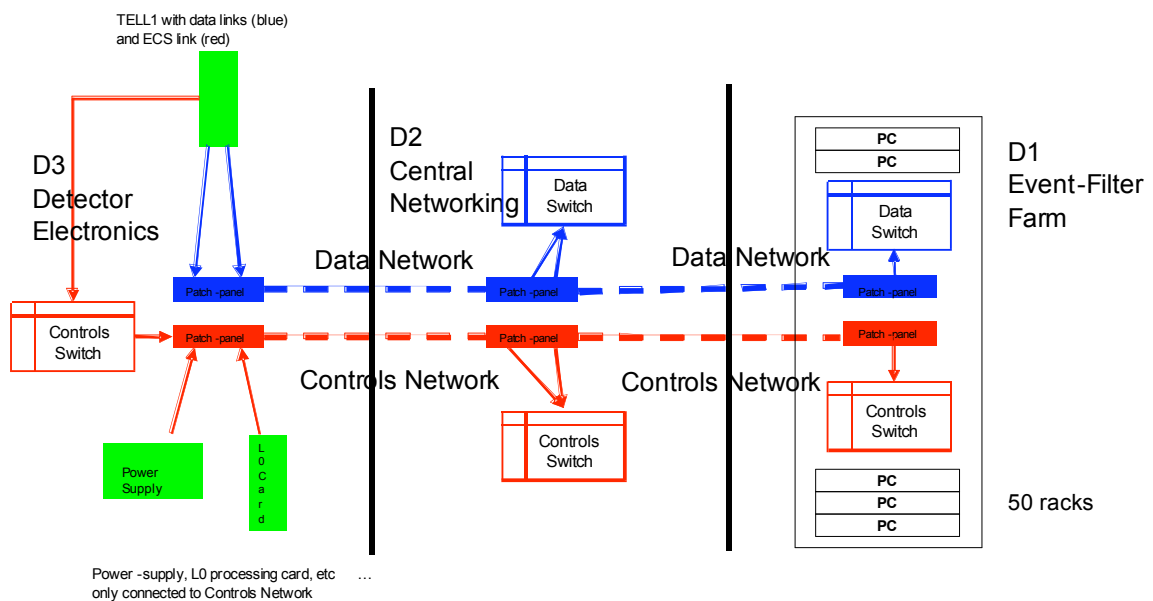 TELL1 with data links (blue)
and ECS link (red)
D3
Detector
Electronics
D2
Central
Networking
Data
Switch
PC
PC
D1
Event-Filter
Farm
Data
Switch
Data Network
Data Network
Patch -panel
Patch -panel
Patch -panel
Controls
Switch
Patch -panel
Patch -panel
Patch -panel
Controls Network
Controls Network
Controls
Switch
Controls
Switch
Power
Supply
L
0
C
a
r
d
PC
PC
PC
50 racks
Power -supply, L0 processing card, etc ...
only connected to Controls Network